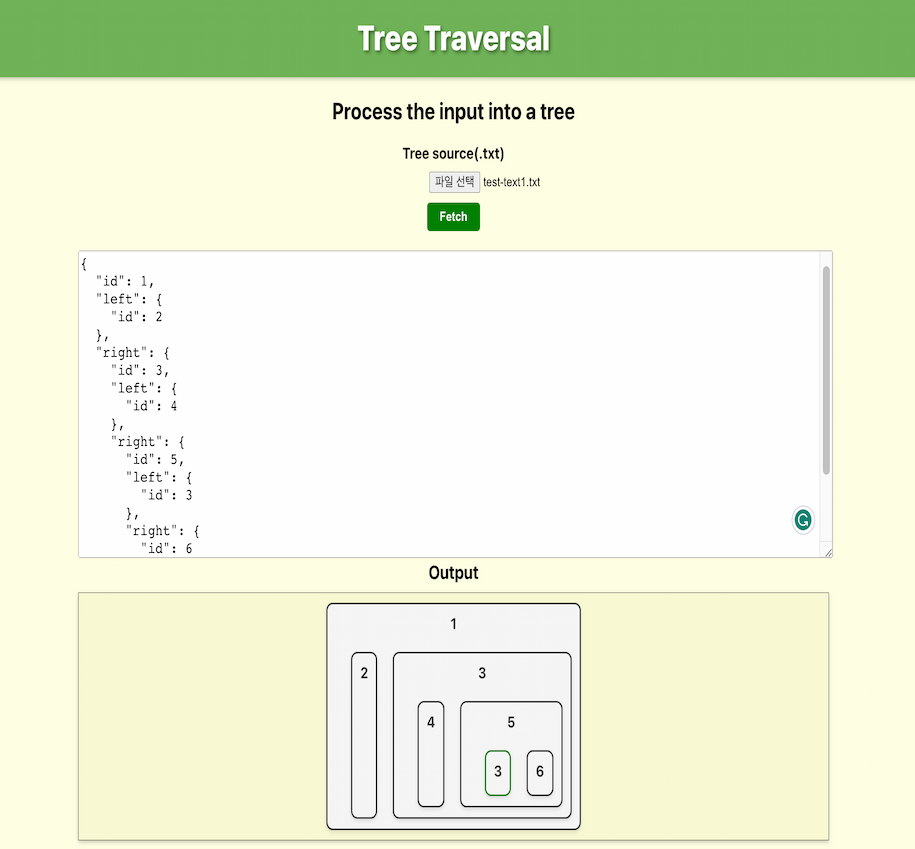 Tree Traversal
Process the input into a tree
Tree source(.txt)
파일 선택 test-text1.txt
Fetch
{
  "id": 1,
  "left": {
    "id": 2
  },
  "right": {
    "id": 3,
    "left": {
      "id": 4
    },
    "right": {
      "id": 5,
      "left": {
        "id": 3
      },
      "right": {
        "id": 6
G
Output
1
2 3
4 5
3 6